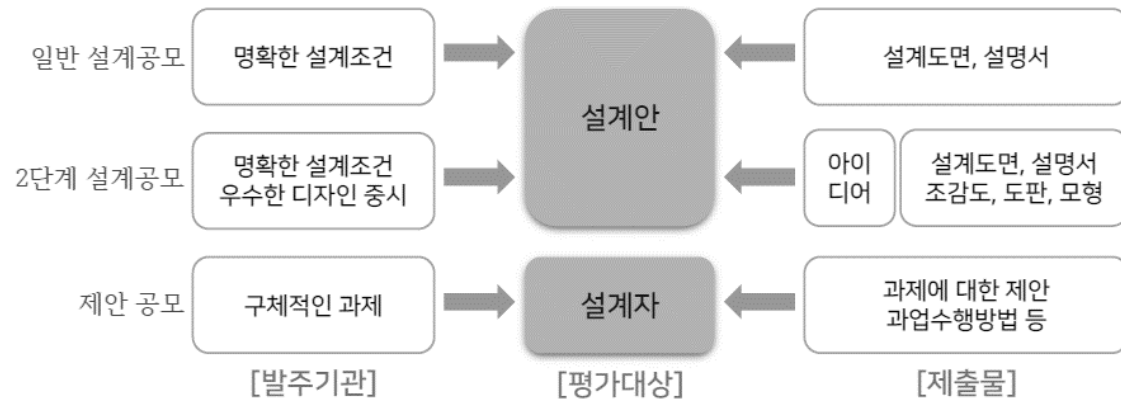 일반 설계공모
명확한 설계조건
설계안
설계도면, 설명서
2단계 설계공모
명확한 설계조건
우수한 디자인 중시
아이
디어
설계도면, 설명서
조감도, 도판, 모형
제안 공모
구체적인 과제
설계자
과제에 대한 제안
과업수행방법 등
[발주기관]
[평가대상]
[제출물]